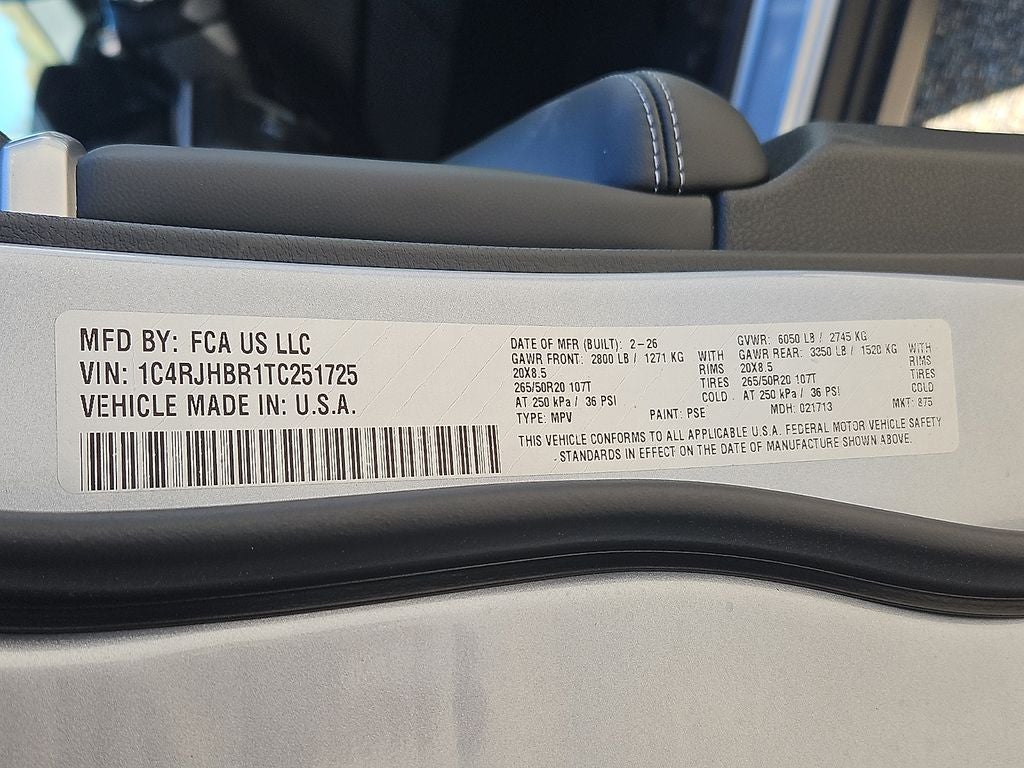 MFD BY: FCA US LLC
VIN: 1C4RJHBR1TC251725
VEHICLE MADE IN: U.S.A.
DATE OF MFR (BUILT): 2-26 GVWR: 6050 LB / 2745 KG
GAWR FRONT: 2800 LB / 1271 KG WITH GAWR REAR: 3350 LB / 1520 KG WITH
20X8.5 RIMS 20X8.5 RIMS
265/50R20 107T TIRES 265/50R20 107T TIRES
AT 250 kPa / 36 PSI COLD AT 250 kPa / 36 PSI COLD
TYPE: MPV PAINT: PSE MDH: 021713 MKT: 875
THIS VEHICLE CONFORMS TO ALL APPLICABLE U.S.A. FEDERAL MOTOR VEHICLE SAFETY
STANDARDS IN EFFECT ON THE DATE OF MANUFACTURE SHOWN ABOVE.